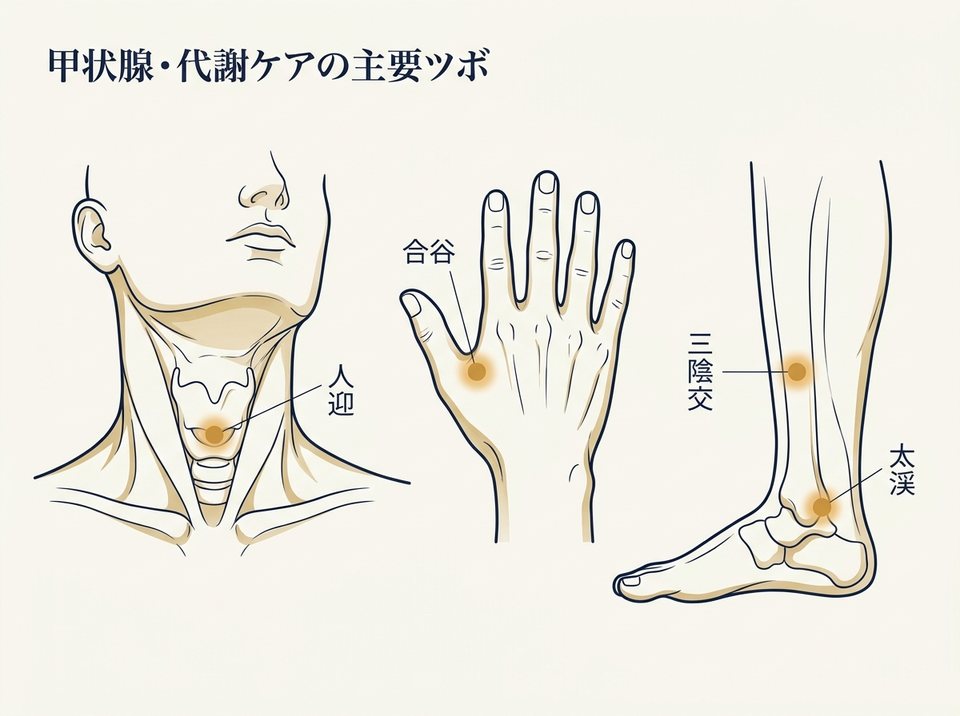 甲状腺・代謝ケアの主要ツボ
人迎
合谷
三陰交
太渓